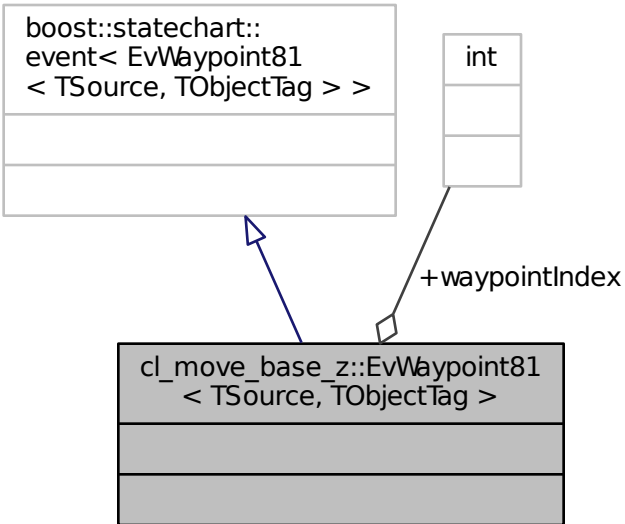 boost::statechart::
event< EvWaypoint81
< TSource, TObjectTag > >
int
+waypointIndex
cl_move_base_z::EvWaypoint81
< TSource, TObjectTag >